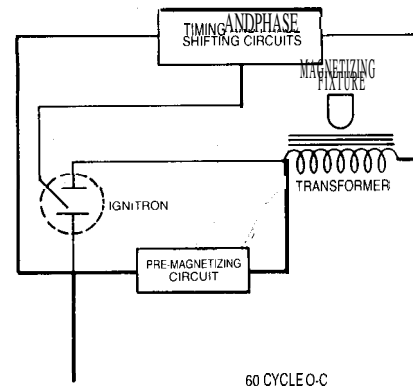 TIMING AND PHASE
SHIFTING CIRCUITS
MAGNETIZING
FIXTURE
TRANSFORMER
IGNITRON
PRE-MAGNETIZING
CIRCUIT
60 CYCLE O-C